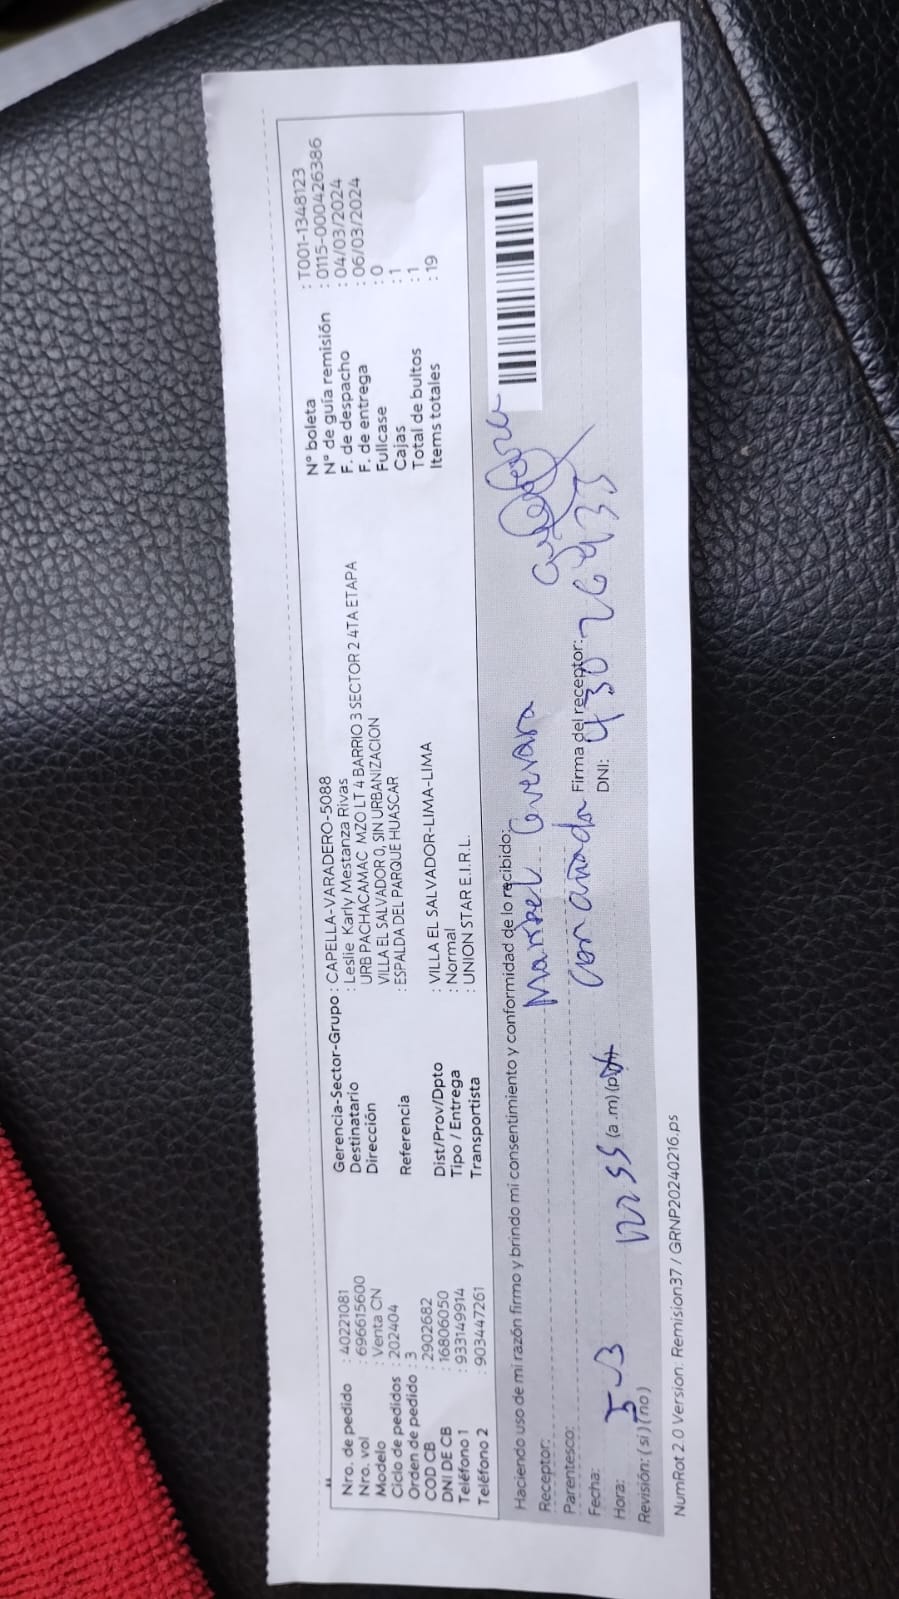 Nro. de pedido : 40221081
Nro. vol : 696615600
Modelo : Venta CN
Ciclo de pedidos : 202404
Orden de pedido : 3
COD CB : 2902682
DNI DE CB : 16806050
Teléfono 1 : 933149914
Teléfono 2 : 903447261
Gerencia-Sector-Grupo : CAPELLA-VARADERO-5088
Destinatario : Leslie Karly Mestanza Rivas
Dirección : URB PACHACAMAC MZO LT 4 BARRIO 3 SECTOR 2 4TA ETAPA
VILLA EL SALVADOR 0, SIN URBANIZACION
Referencia : ESPALDA DEL PARQUE HUASCAR
Dist/Prov/Dpto : VILLA EL SALVADOR-LIMA-LIMA
Tipo / Entrega : Normal
Transportista : UNION STAR E.I.R.L.
N° boleta : T001-1348123
N° de guía remisión : 0115-000426386
F. de despacho : 04/03/2024
F. de entrega : 06/03/2024
Fullcase : 0
Cajas : 1
Total de bultos : 1
Items totales : 19
Haciendo uso de mi razón firmo y brindo mi consentimiento y conformidad de lo recibido:
Receptor: Maribel Guevara
Parentesco:
Firma del receptor:
Fecha: 5-3
DNI: 43026433
Hora: (a.m)
Revisión: ( si ) ( no )
NumRot 2.0 Version: Remision37 / GRNP20240216.ps